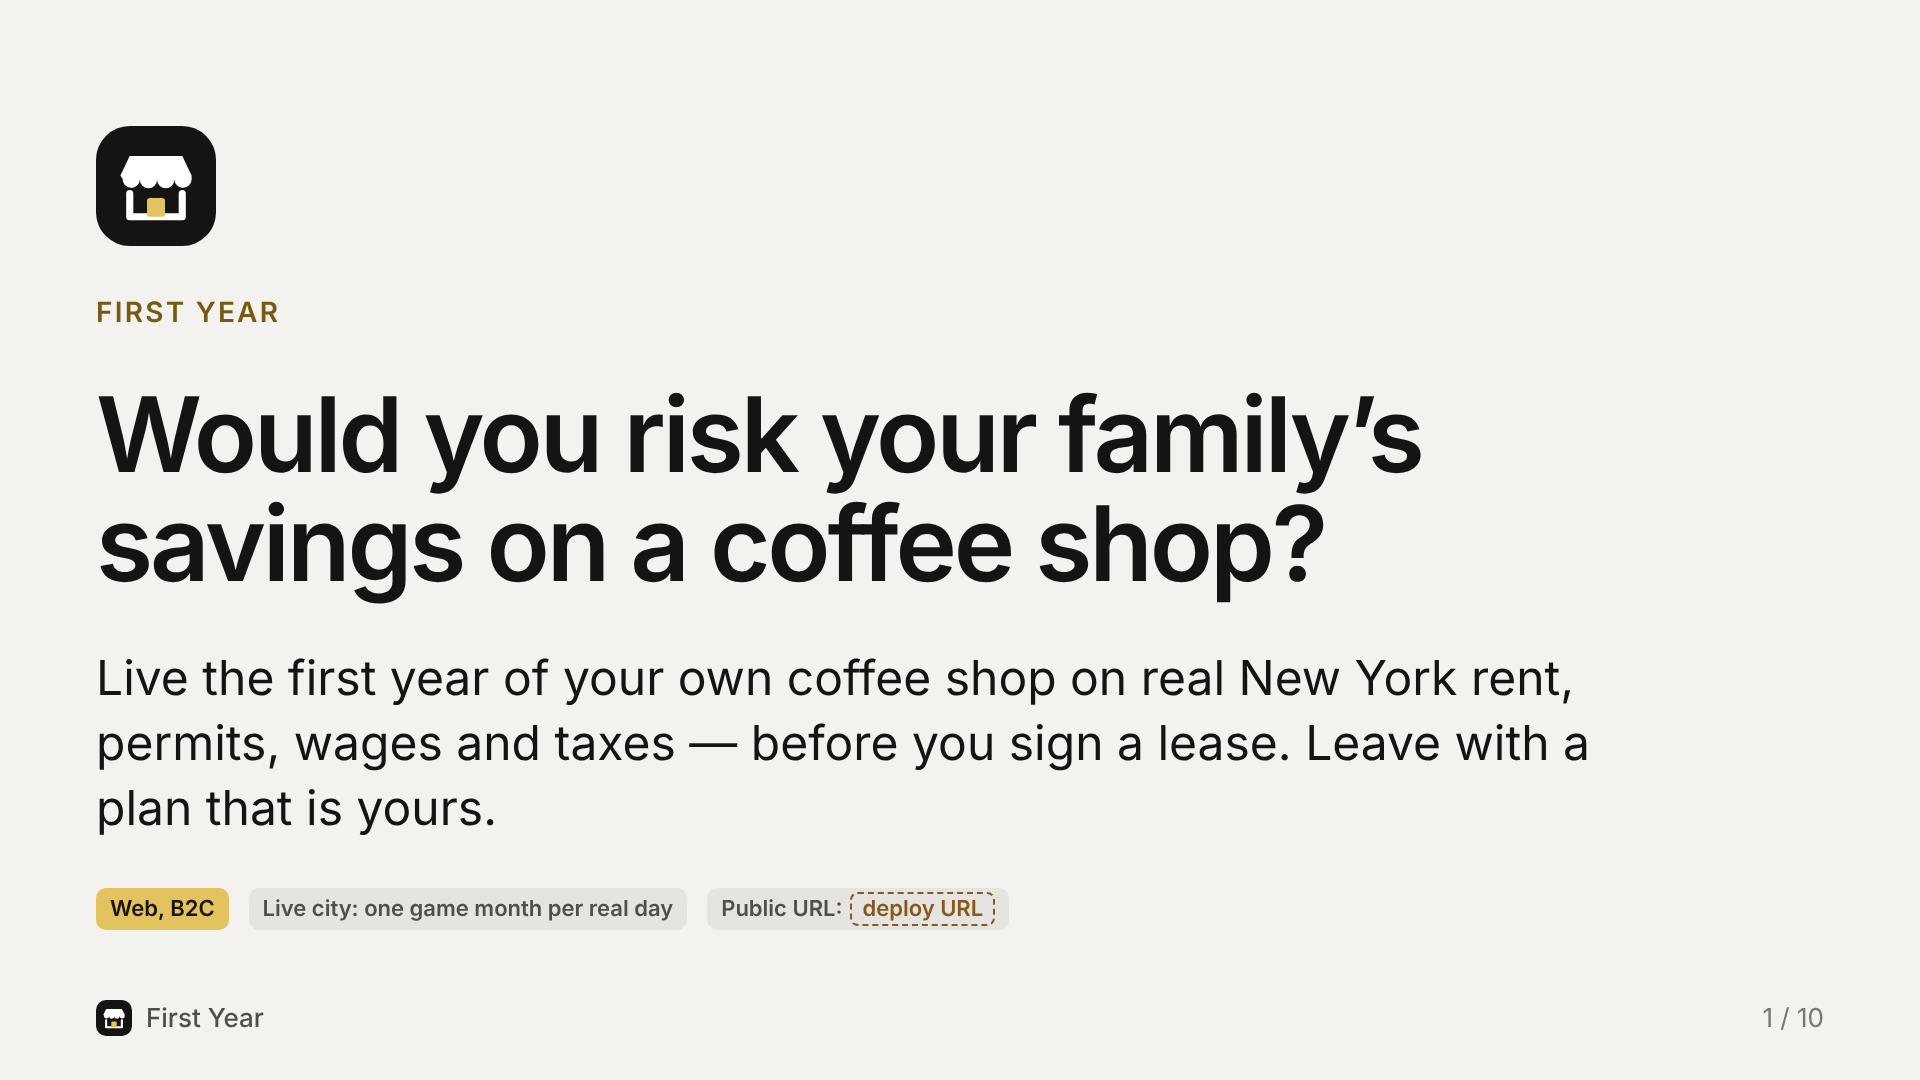 FIRST YEAR
Would you risk your family’s
savings on a coffee shop?
Live the first year of your own coffee shop on real New York rent,
permits, wages and taxes — before you sign a lease. Leave with a
plan that is yours.
Web, B2C Live city: one game month per real day Public URL: deploy URL
First Year 1 / 10